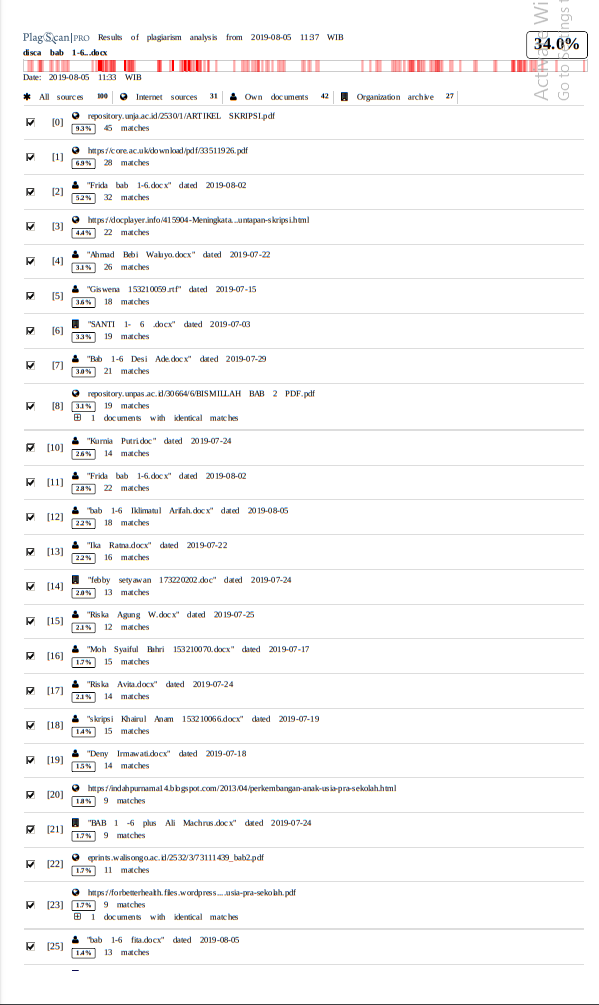 PlagScan|PRO Results of plagiarism analysis from 2019-08-05 11:37 WIB
34.0%
disca bab 1-6...docx
Date: 2019-08-05 11:33 WIB
All sources 100 Internet sources 31 Own documents 42 Organization archive 27
[0] repository.unja.ac.id/2530/1/ARTIKEL SKRIPSI.pdf
9.3% 45 matches
[1] https://core.ac.uk/download/pdf/33511926.pdf
6.9% 28 matches
[2] "Frida bab 1-6.docx" dated 2019-08-02
5.2% 32 matches
[3] https://docplayer.info/415904-Meningkata...untapan-skripsi.html
4.4% 22 matches
[4] "Ahmad Bebi Waluyo.docx" dated 2019-07-22
3.1% 26 matches
[5] "Giswena 153210059.rtf" dated 2019-07-15
3.6% 18 matches
[6] "SANTI 1- 6 .docx" dated 2019-07-03
3.3% 19 matches
[7] "Bab 1-6 Desi Ade.docx" dated 2019-07-29
3.0% 21 matches
[8] repository.unpas.ac.id/30664/6/BISMILLAH BAB 2 PDF.pdf
3.1% 19 matches
1 documents with identical matches
[10] "Kurnia Putri.doc" dated 2019-07-24
2.6% 14 matches
[11] "Frida bab 1-6.docx" dated 2019-08-02
2.8% 22 matches
[12] "bab 1-6 Iklimatul Arifah.docx" dated 2019-08-05
2.2% 18 matches
[13] "Ika Ratna.docx" dated 2019-07-22
2.2% 16 matches
[14] "febby setyawan 173220202.doc" dated 2019-07-24
2.0% 13 matches
[15] "Riska Agung W.docx" dated 2019-07-25
2.1% 12 matches
[16] "Moh Syaiful Bahri 153210070.docx" dated 2019-07-17
1.7% 15 matches
[17] "Riska Avita.docx" dated 2019-07-24
2.1% 14 matches
[18] "skripsi Khairul Anam 153210066.docx" dated 2019-07-19
1.4% 15 matches
[19] "Deny Irmawati.docx" dated 2019-07-18
1.5% 14 matches
[20] https://indahpurnama14.blogspot.com/2013/04/perkembangan-anak-usia-pra-sekolah.html
1.8% 9 matches
[21] "BAB 1 -6 plus Ali Machrus.docx" dated 2019-07-24
1.7% 9 matches
[22] eprints.walisongo.ac.id/2532/3/73111439_bab2.pdf
1.7% 11 matches
[23] https://forbetterhealth.files.wordpress....usia-pra-sekolah.pdf
1.7% 9 matches
1 documents with identical matches
[25] "bab 1-6 fita.docx" dated 2019-08-05
1.4% 13 matches
Go to